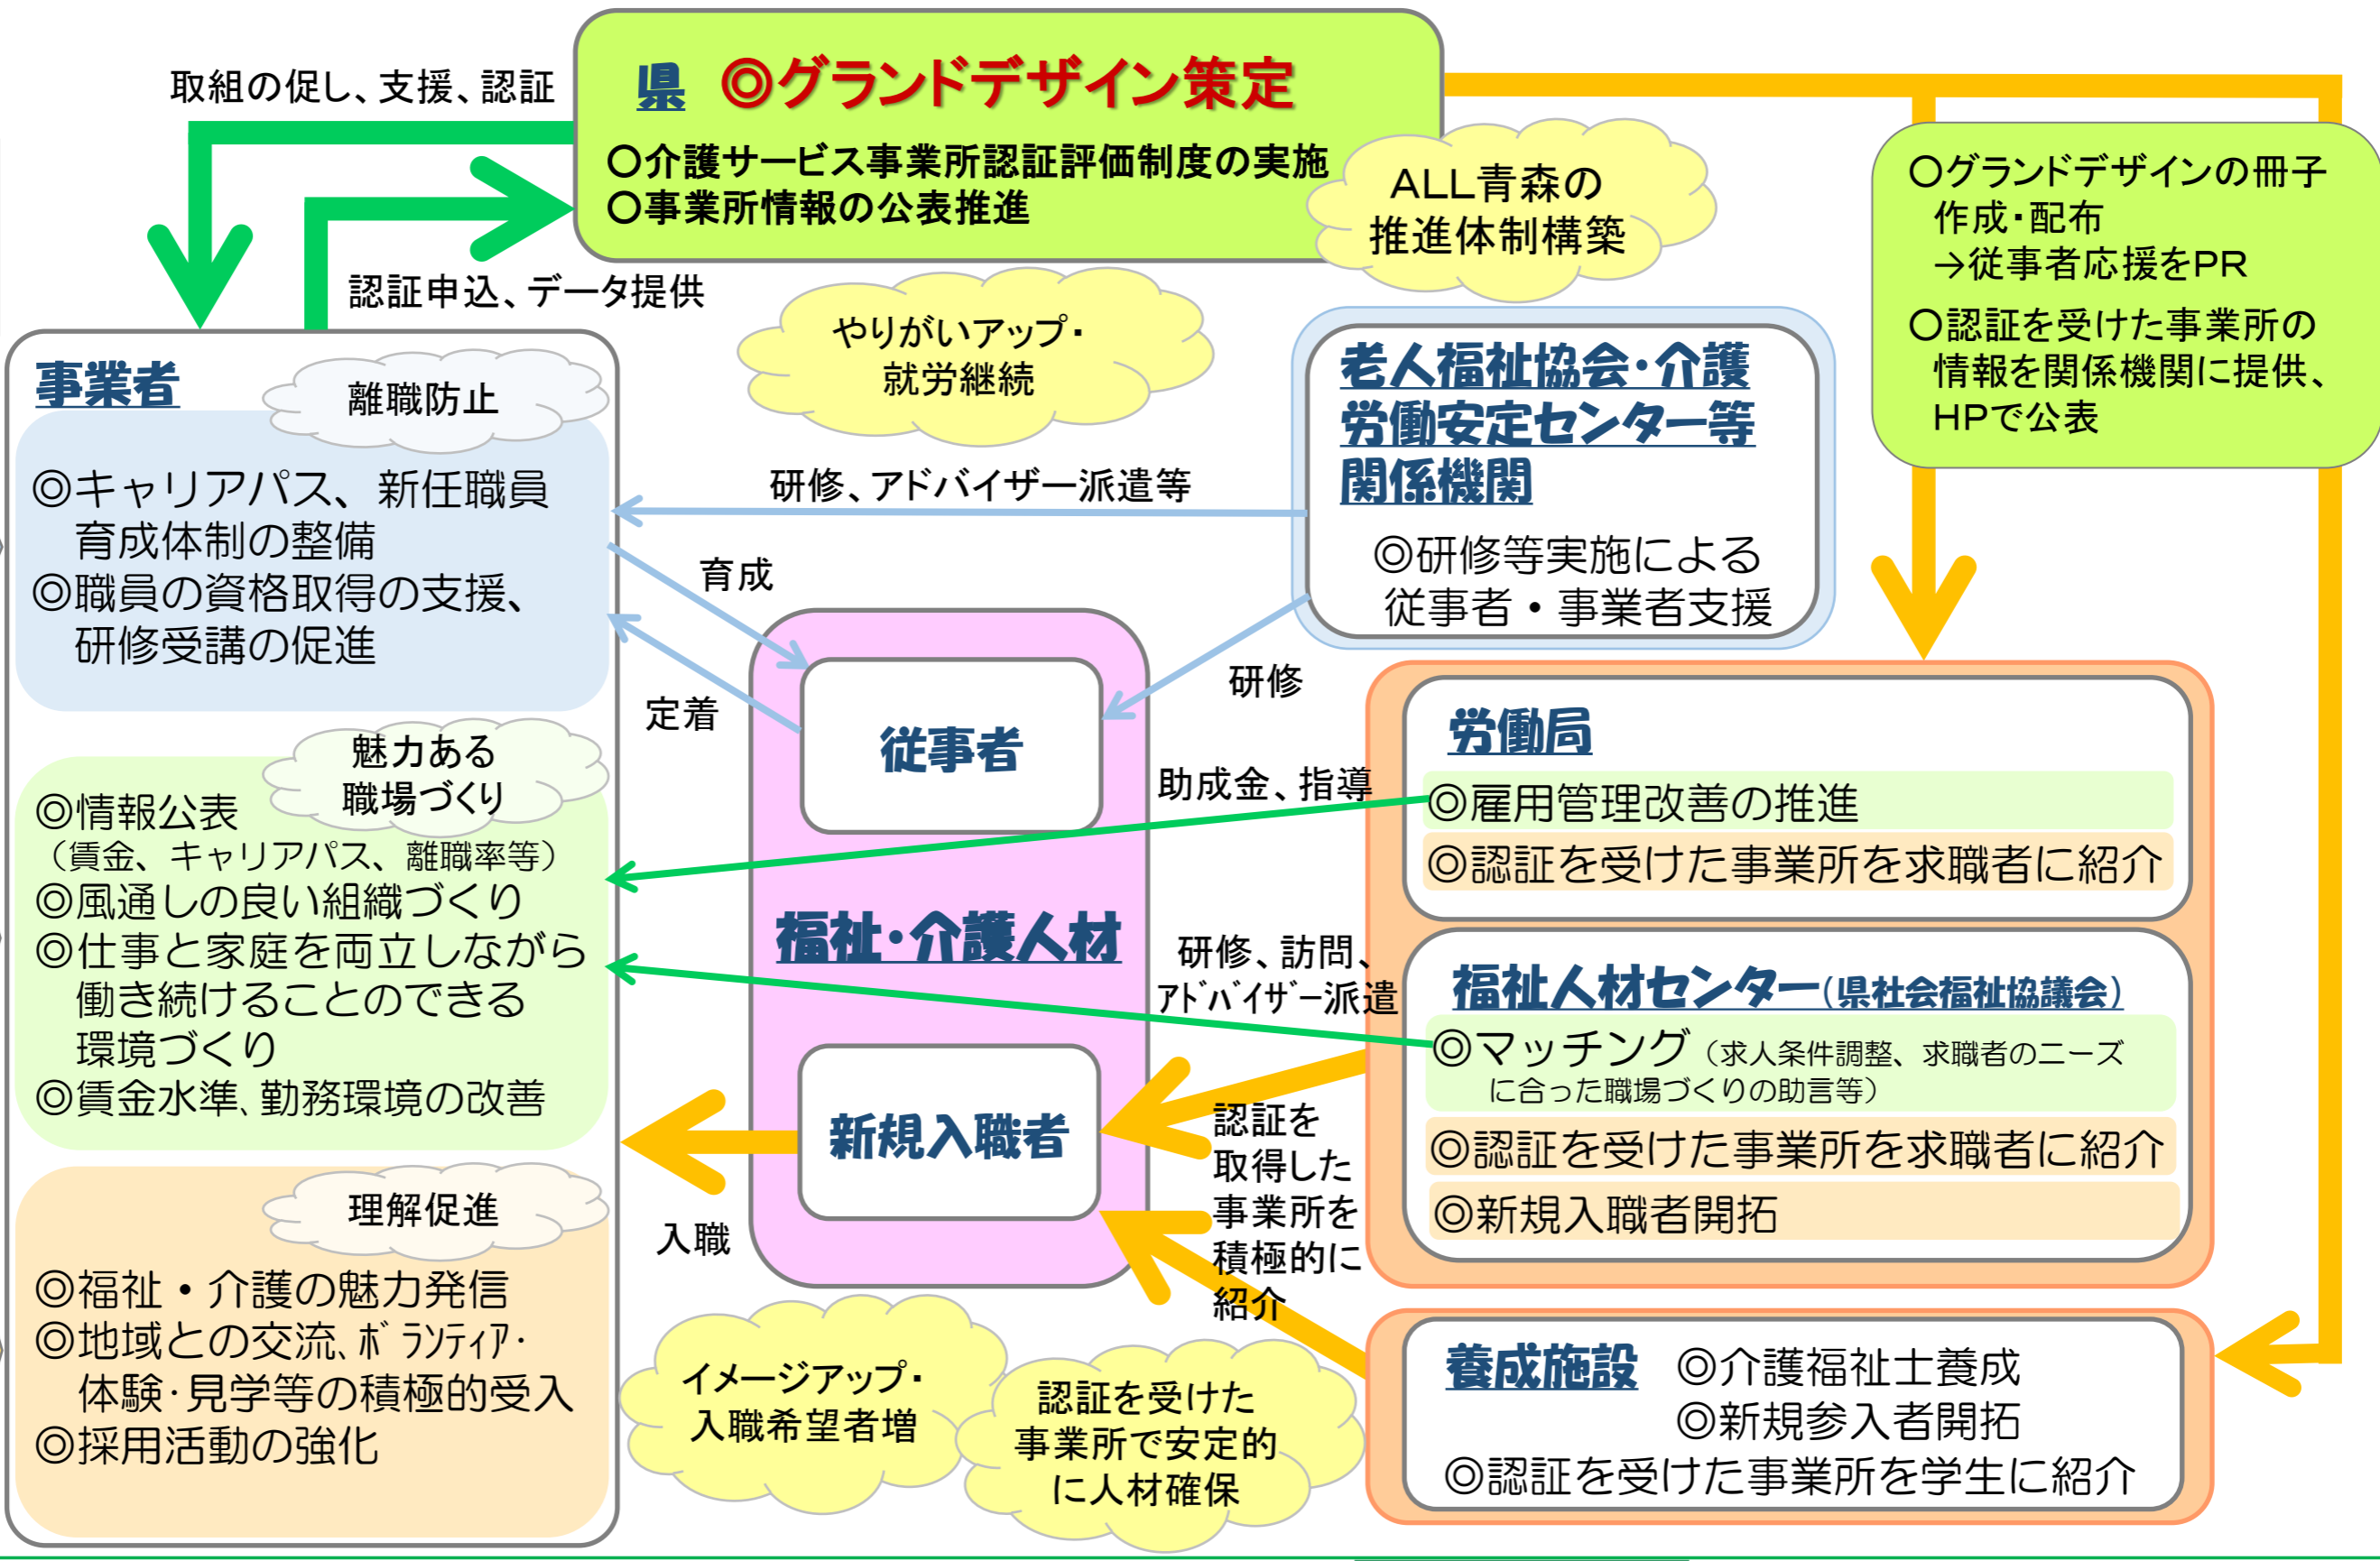 取組の促し、支援、認証
県 ◎グランドデザイン策定
○介護サービス事業所認証評価制度の実施
○事業所情報の公表推進
ALL青森の
推進体制構築
○グランドデザインの冊子
作成・配布
→従事者応援をPR
○認証を受けた事業所の
情報を関係機関に提供、
HPで公表
認証申込、データ提供
やりがいアップ・
就労継続
事業者
離職防止
◎キャリアパス、新任職員
育成体制の整備
◎職員の資格取得の支援、
研修受講の促進
魅力ある
職場づくり
◎情報公表
（賃金、キャリアパス、離職率等）
◎風通しの良い組織づくり
◎仕事と家庭を両立しながら
働き続けることのできる
環境づくり
◎賃金水準、勤務環境の改善
理解促進
◎福祉・介護の魅力発信
◎地域との交流、ﾎﾞランティア・
体験・見学等の積極的受入
◎採用活動の強化
研修、アドバイザー派遣等
育成
定着
研修
老人福祉協会・介護
労働安定センター等
関係機関
◎研修等実施による
従事者・事業者支援
従事者
福祉・介護人材
新規入職者
入職
助成金、指導
研修、訪問、
ｱﾄﾞﾊﾞｲｻﾞｰ派遣
認証を
取得した
事業所を
積極的に
紹介
労働局
◎雇用管理改善の推進
◎認証を受けた事業所を求職者に紹介
福祉人材センター(県社会福祉協議会)
◎マッチング（求人条件調整、求職者のニーズ
に合った職場づくりの助言等）
◎認証を受けた事業所を求職者に紹介
◎新規入職者開拓
養成施設 ◎介護福祉士養成
◎新規参入者開拓
◎認証を受けた事業所を学生に紹介
イメージアップ・
入職希望者増
認証を受けた
事業所で安定的
に人材確保